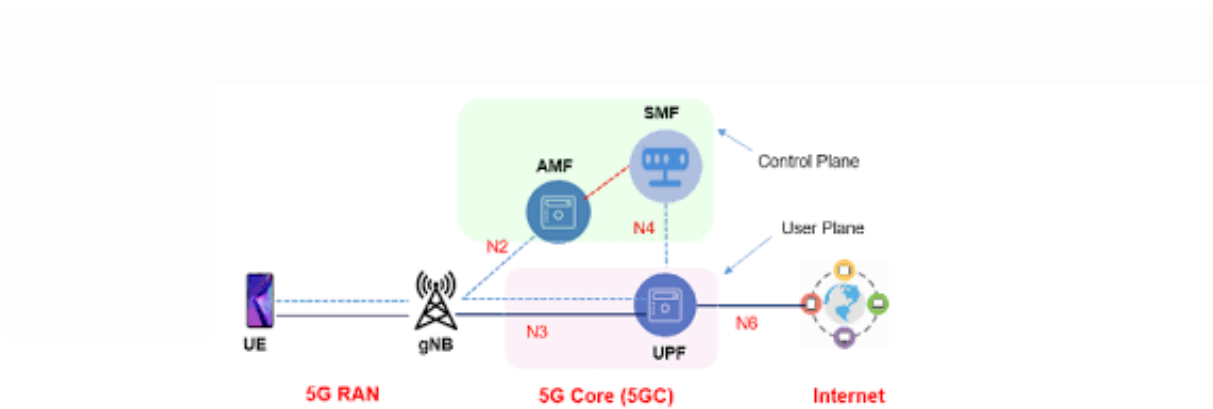 SMF
Control Plane
AMF
User Plane
N4
N2
N3
N6
UE
gNB
UPF
5G RAN
5G Core (5GC)
Internet